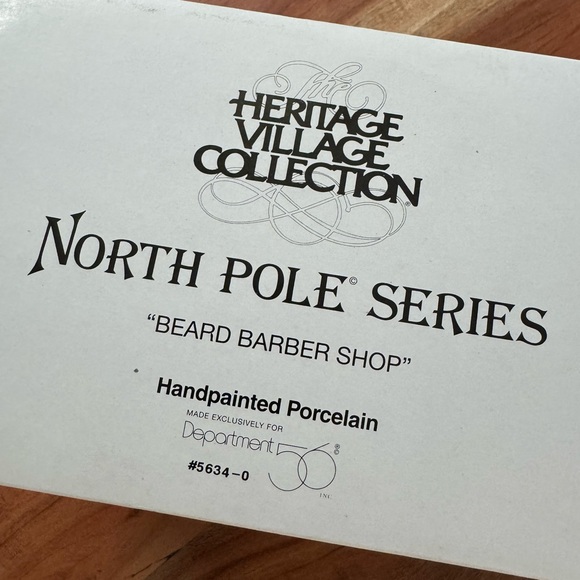 The
HERITAGE
VILLAGE
COLLECTION®
NORTH POLE© SERIES
“BEARD BARBER SHOP”
Handpainted Porcelain
MADE EXCLUSIVELY FOR
Department 56 ©®
INC.
#5634-0